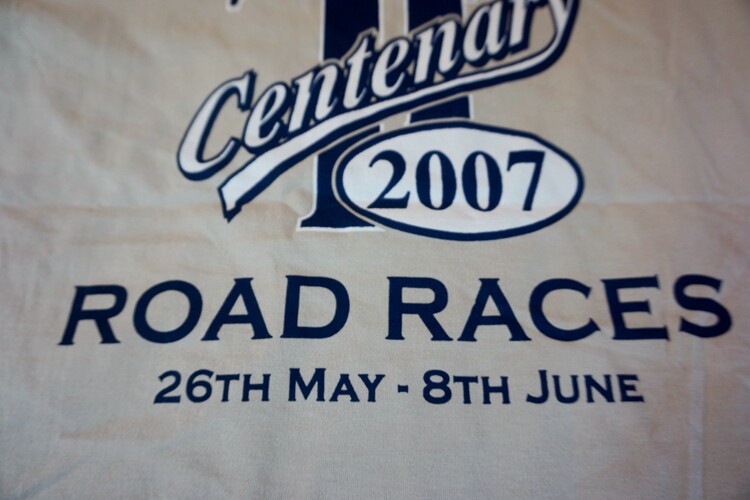 Centenary
2007
ROAD RACES
26TH MAY - 8TH JUNE